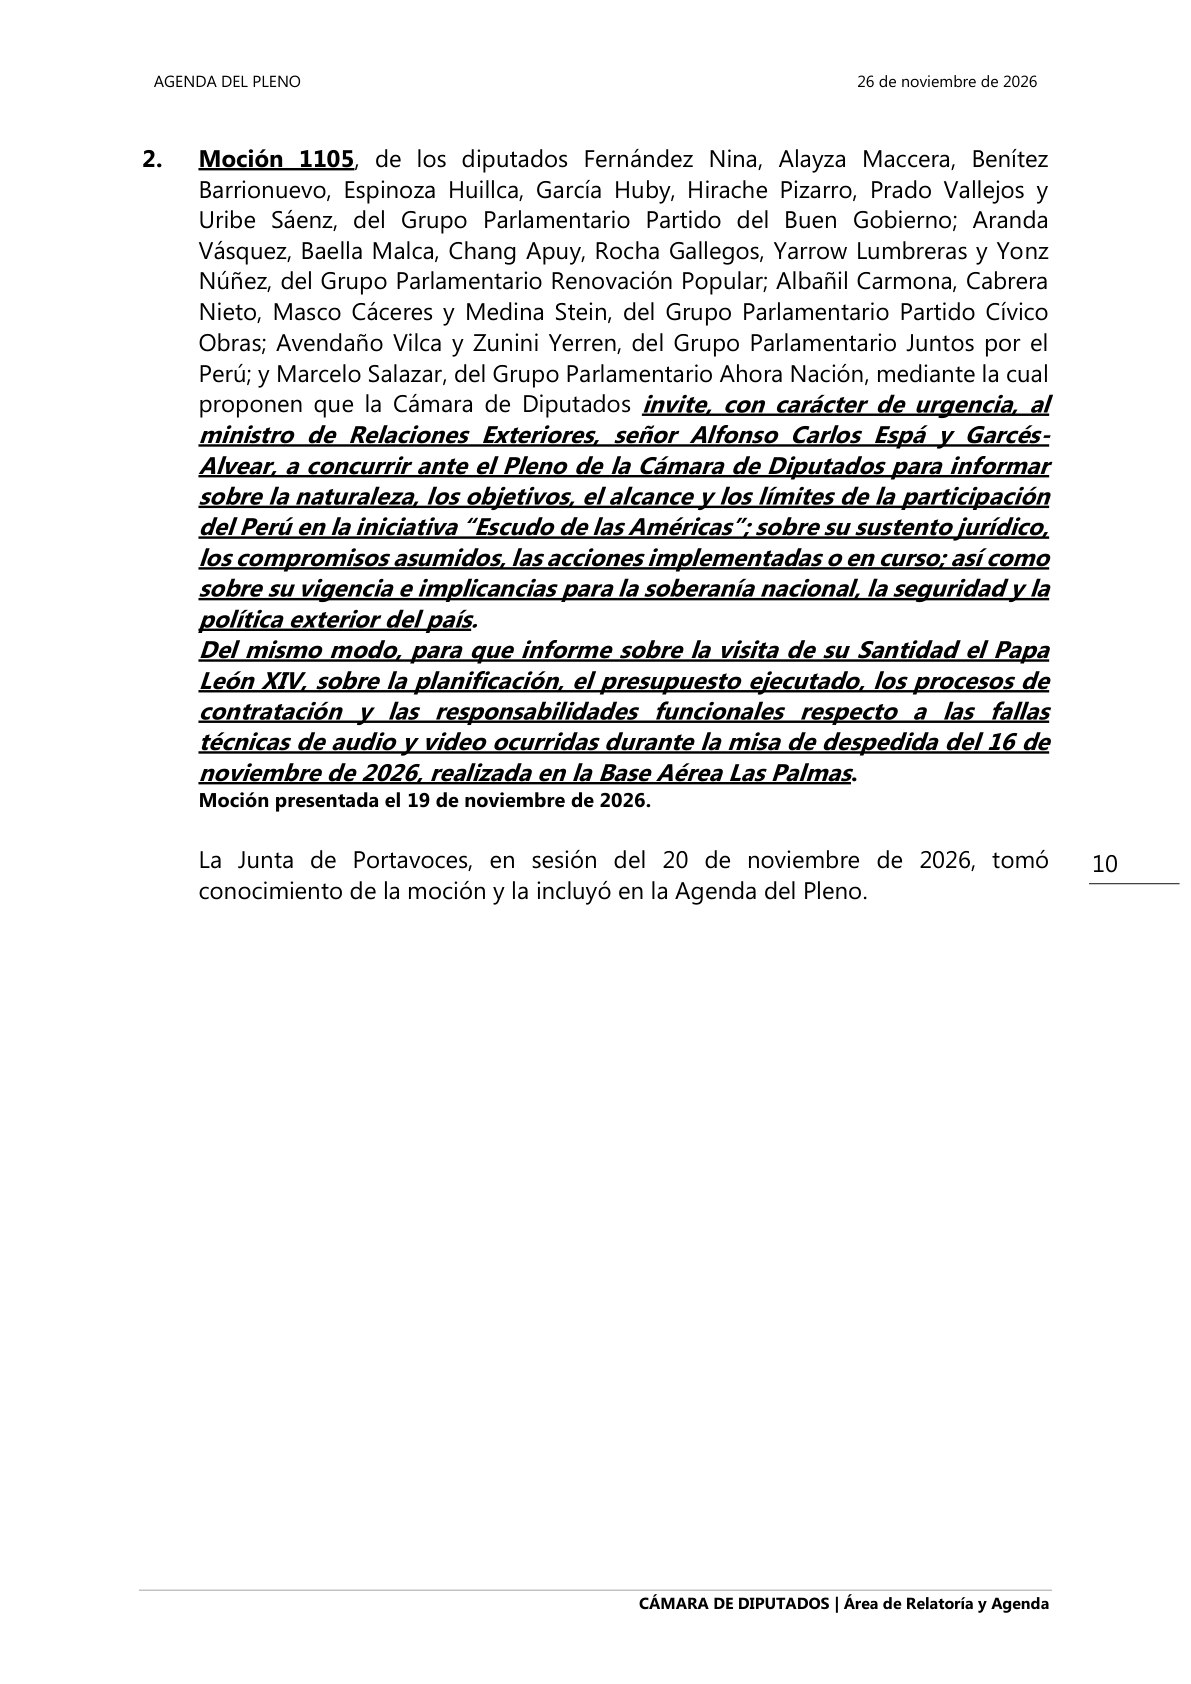 AGENDA DEL PLENO 26 de noviembre de 2026
2. Moción 1105, de los diputados Fernández Nina, Alayza Maccera, Benítez
Barrionuevo, Espinoza Huillca, García Huby, Hirache Pizarro, Prado Vallejos y
Uribe Sáenz, del Grupo Parlamentario Partido del Buen Gobierno; Aranda
Vásquez, Baella Malca, Chang Apuy, Rocha Gallegos, Yarrow Lumbreras y Yonz
Núñez, del Grupo Parlamentario Renovación Popular; Albañil Carmona, Cabrera
Nieto, Masco Cáceres y Medina Stein, del Grupo Parlamentario Partido Cívico
Obras; Avendaño Vilca y Zunini Yerren, del Grupo Parlamentario Juntos por el
Perú; y Marcelo Salazar, del Grupo Parlamentario Ahora Nación, mediante la cual
proponen que la Cámara de Diputados invite, con carácter de urgencia, al
ministro de Relaciones Exteriores, señor Alfonso Carlos Espá y Garcés-
Alvear, a concurrir ante el Pleno de la Cámara de Diputados para informar
sobre la naturaleza, los objetivos, el alcance y los límites de la participación
del Perú en la iniciativa “Escudo de las Américas”; sobre su sustento jurídico,
los compromisos asumidos, las acciones implementadas o en curso; así como
sobre su vigencia e implicancias para la soberanía nacional, la seguridad y la
política exterior del país.
Del mismo modo, para que informe sobre la visita de su Santidad el Papa
León XIV, sobre la planificación, el presupuesto ejecutado, los procesos de
contratación y las responsabilidades funcionales respecto a las fallas
técnicas de audio y video ocurridas durante la misa de despedida del 16 de
noviembre de 2026, realizada en la Base Aérea Las Palmas.
Moción presentada el 19 de noviembre de 2026.
La Junta de Portavoces, en sesión del 20 de noviembre de 2026, tomó
conocimiento de la moción y la incluyó en la Agenda del Pleno.
10
CÁMARA DE DIPUTADOS | Área de Relatoría y Agenda